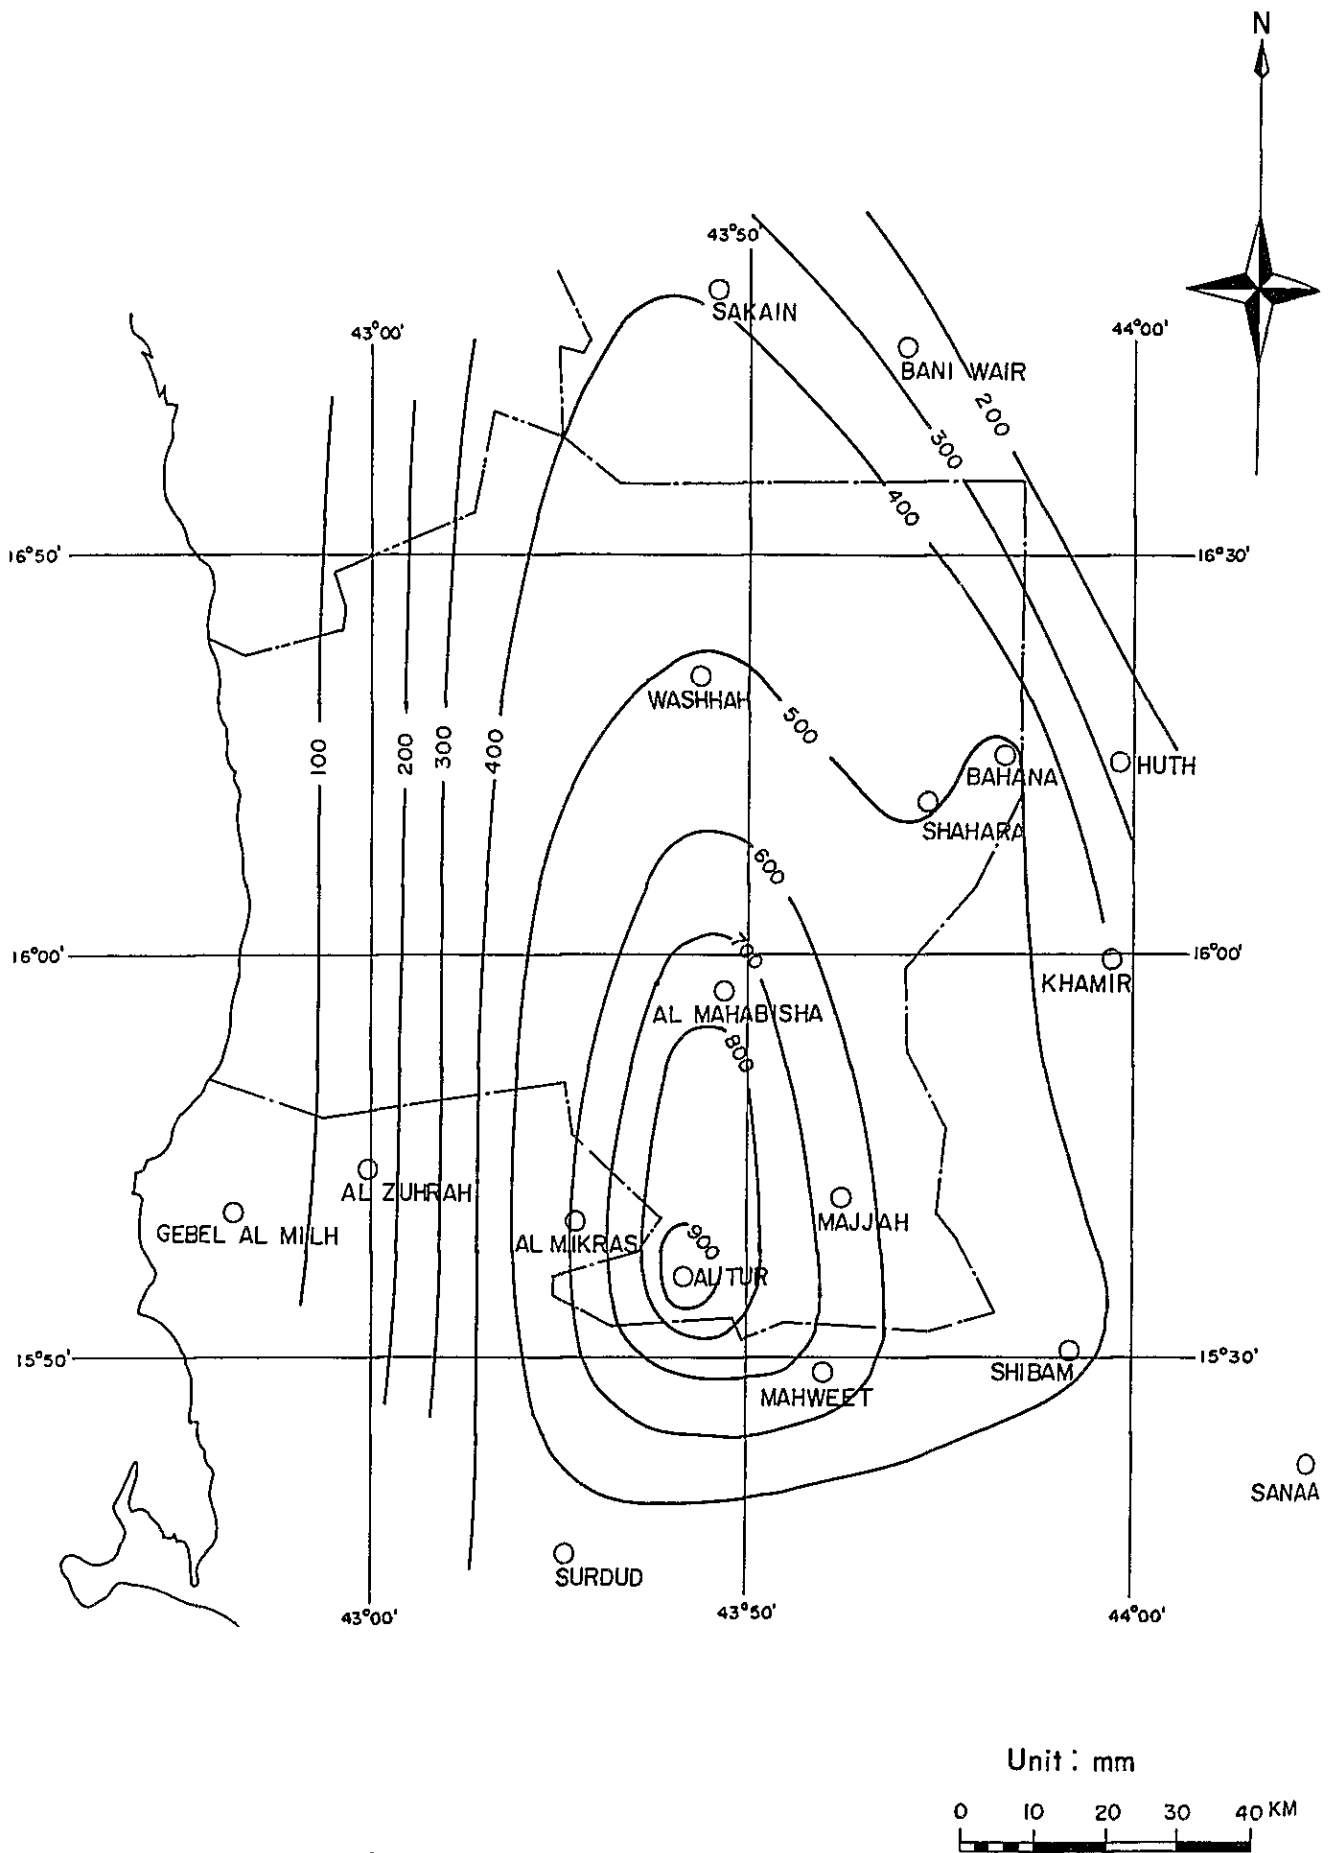 N
43°50'
43°00'
44°00'
SAKAIN
BANI WAIR
200
300
400
16°50'
16°30'
WASHHAH
500
100
200
300
400
BAHANA
HUTH
SHAHARA
600
700
16°00'
16°00'
KHAMIR
AL MAHABISHA
800
AL ZUHRAH
GEBEL AL MILH
AL MIKRAS
MAJJAH
900
AL TUR
15°50'
15°30'
SHIBAM
MAHWEET
SANAA
SURDUD
43°00'
43°50'
44°00'
Unit : mm
0 10 20 30 40 KM